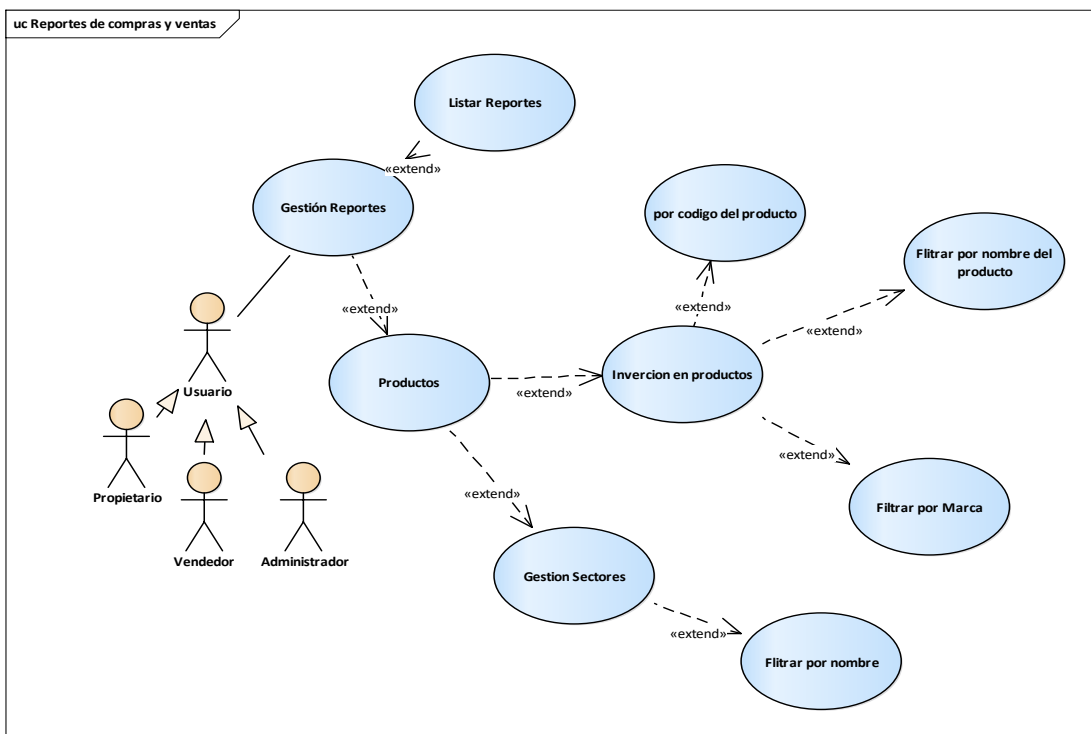 uc Reportes de compras y ventas
Listar Reportes
«extend»
Gestión Reportes
por codigo del producto
Flitrar por nombre del
producto
«extend»
«extend»
«extend»
Usuario
Productos
«extend»
Invercion en productos
«extend»
Propietario
Vendedor
Administrador
«extend»
Filtrar por Marca
Gestion Sectores
«extend»
Flitrar por nombre